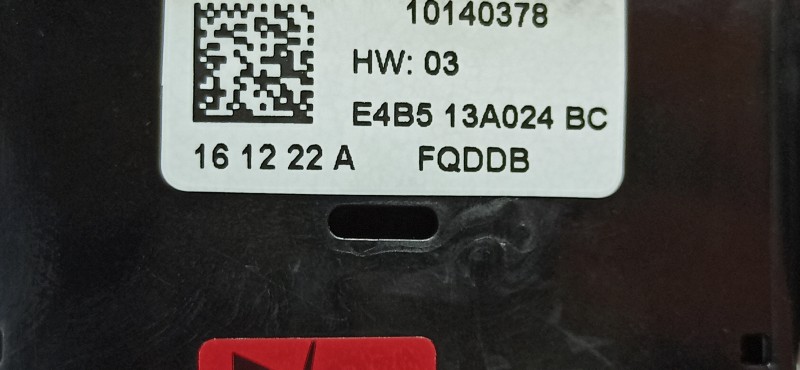 10140378
HW: 03
E4B5 13A024 BC
16 12 22 A FQDDB